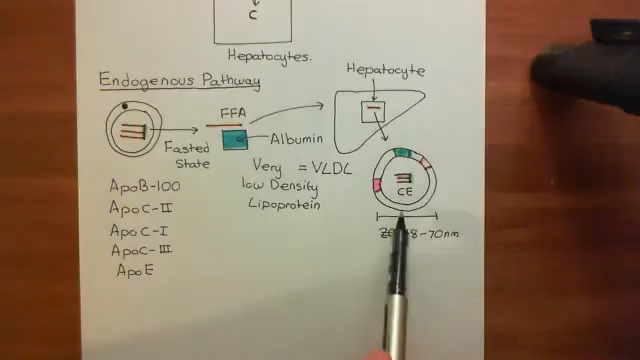 C
Hepatocytes.
Endogenous Pathway
Hepatocyte
FFA
Albumin
Fasted
State
Very = VLDL
low Density
Lipoprotein
CE
ApoB-100
ApoC-II
ApoC-I
ApoC-III
ApoE
-70nm